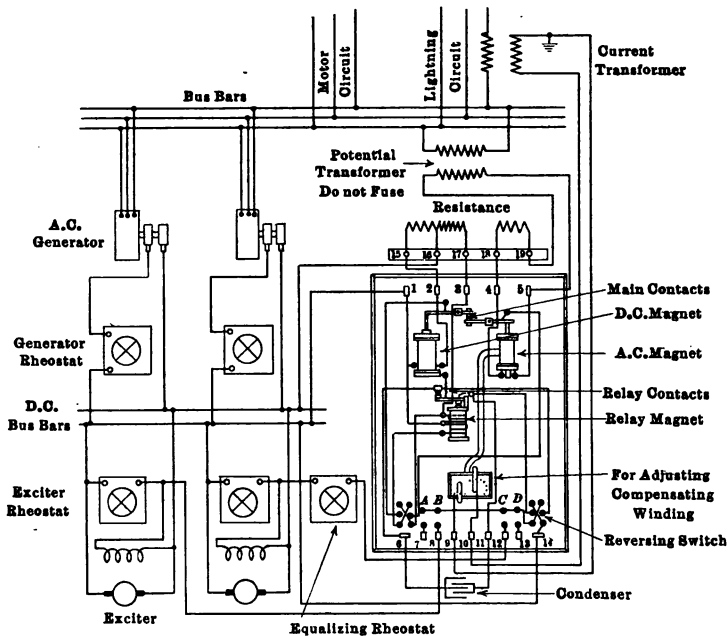 Motor
Circuit
Lightning
Circuit
Current
Transformer
Bus Bars
Potential
Transformer
Do not Fuse
Resistance
A.C.
Generator
15 16 17 18 19
1 2 3 4 5
Main Contacts
D.C.Magnet
Generator
Rheostat
A.C.Magnet
Relay Contacts
D.C.
Bus Bars
Relay Magnet
For Adjusting
Compensating
Winding
Exciter
Rheostat
A B C D
Reversing Switch
6 7 8 9 10 11 12 13 14
Condenser
Exciter
Equalizing Rheostat